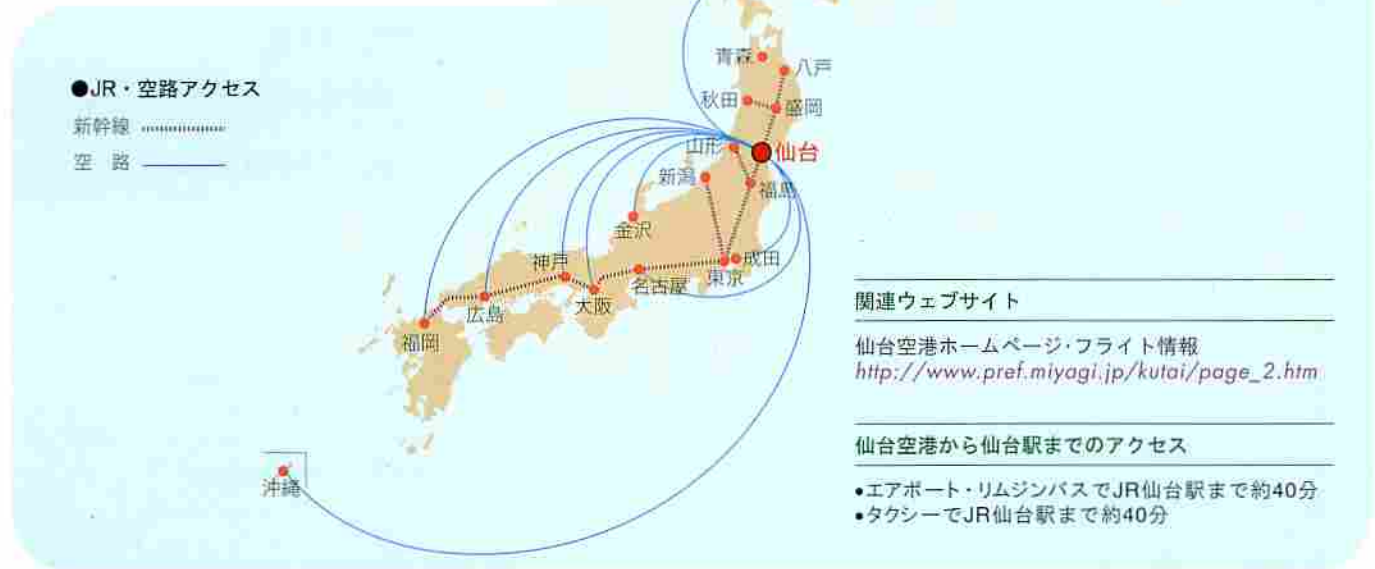 ●JR・空路アクセス
新幹線
空 路
青森
八戸
秋田
盛岡
山形
仙台
新潟
福島
金沢
成田
東京
神戸
名古屋
大阪
広島
福岡
沖縄
関連ウェブサイト
仙台空港ホームページ・フライト情報
http://www.pref.miyagi.jp/kutai/page_2.htm
仙台空港から仙台駅までのアクセス
•エアポート・リムジンバスでJR仙台駅まで約40分
•タクシーでJR仙台駅まで約40分